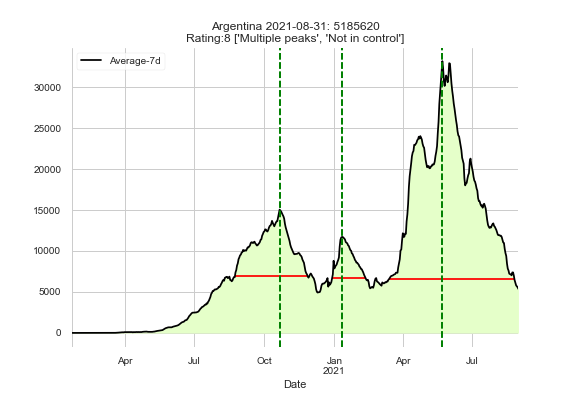 Argentina 2021-08-31: 5185620
Rating:8 ['Multiple peaks', 'Not in control']
Average-7d
30000
25000
20000
15000
10000
5000
0
Apr Jul Oct Jan Apr Jul
2021
Date